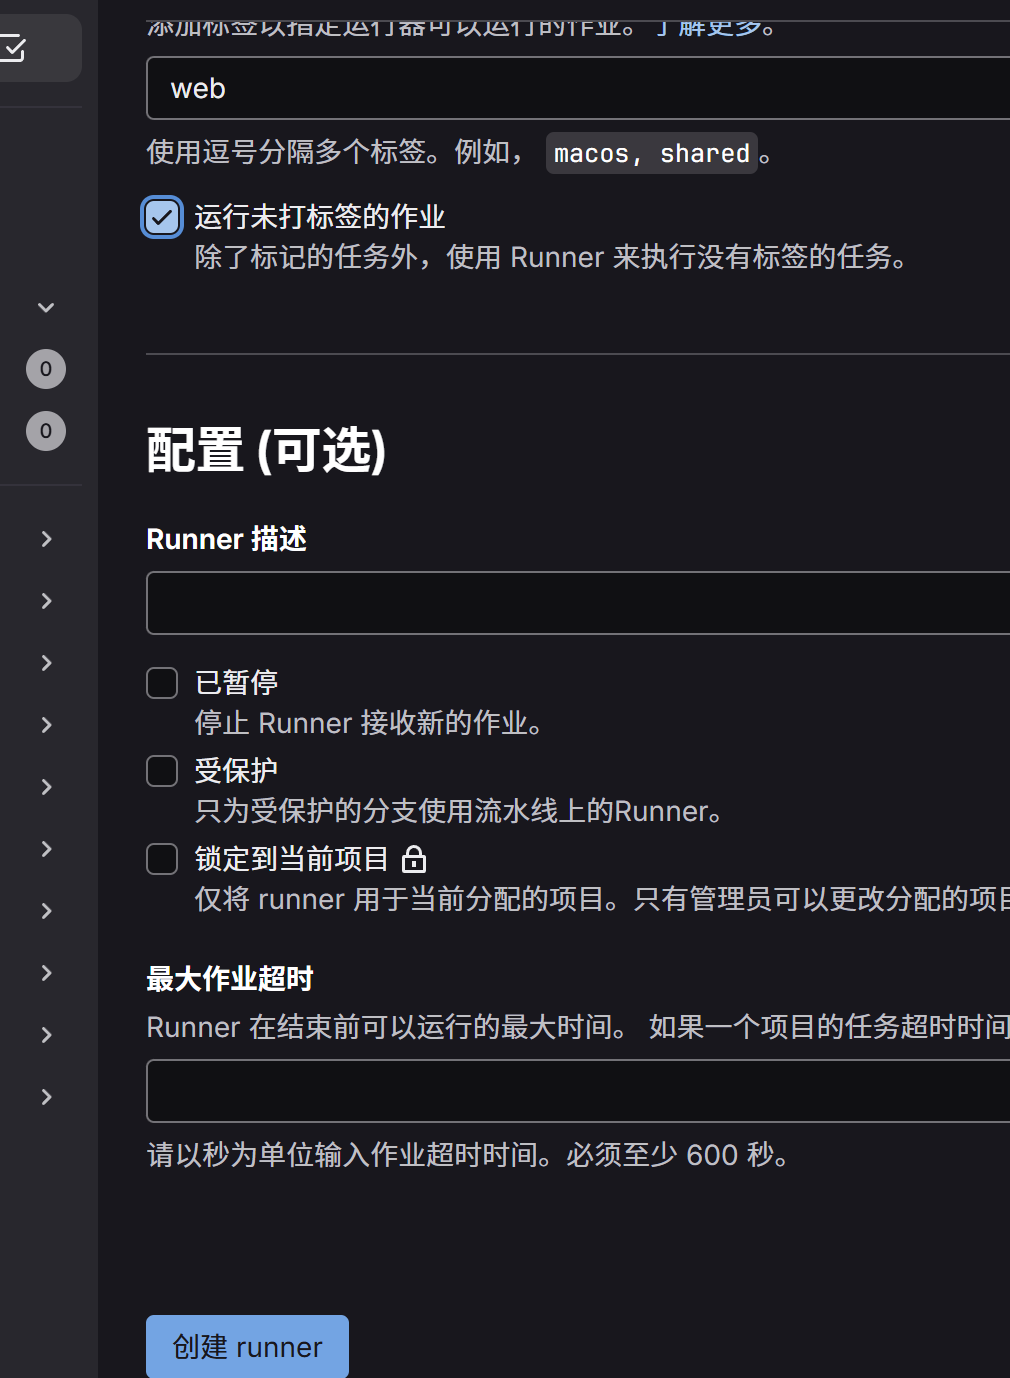 添加标签以指定运行器可以运行的作业。了解更多。
web
使用逗号分隔多个标签。例如， macos, shared 。
运行未打标签的作业
除了标记的任务外，使用 Runner 来执行没有标签的任务。
0
0
配置 (可选)
Runner 描述
已暂停
停止 Runner 接收新的作业。
受保护
只为受保护的分支使用流水线上的Runner。
锁定到当前项目
仅将 runner 用于当前分配的项目。只有管理员可以更改分配的项目
最大作业超时
Runner 在结束前可以运行的最大时间。 如果一个项目的任务超时时间
请以秒为单位输入作业超时时间。必须至少 600 秒。
创建 runner